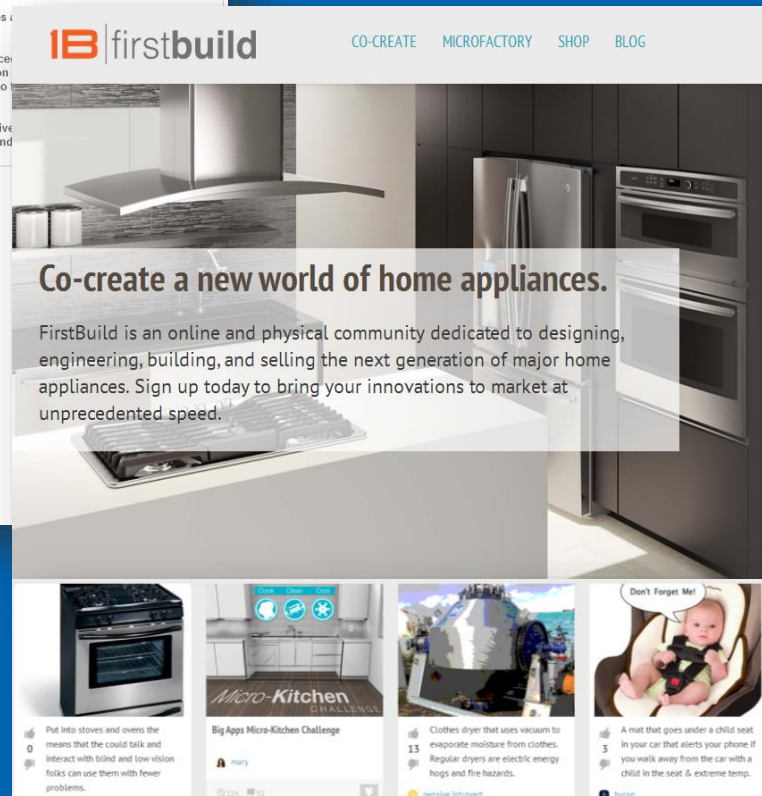 1B firstbuild
CO-CREATE MICROFACTORY SHOP BLOG
Co-create a new world of home appliances.
FirstBuild is an online and physical community dedicated to designing,
engineering, building, and selling the next generation of major home
appliances. Sign up today to bring your innovations to market at
unprecedented speed.
Put into stoves and ovens the
means that the could talk and
interact with blind and low vision
folks can use them with fewer
problems.
0
Cook Clean Cool
Micro-Kitchen
CHALLENGE
Big Apps Micro-Kitchen Challenge
mary
12
Clothes dryer that uses vacuum to
evaporate moisture from clothes.
Regular dryers are electric energy
hogs and fire hazards.
13
pensive introvert
Don't Forget Me!
A mat that goes under a child seat
in your car that alerts your phone if
you walk away from the car with a
child in the seat & extreme temp.
3